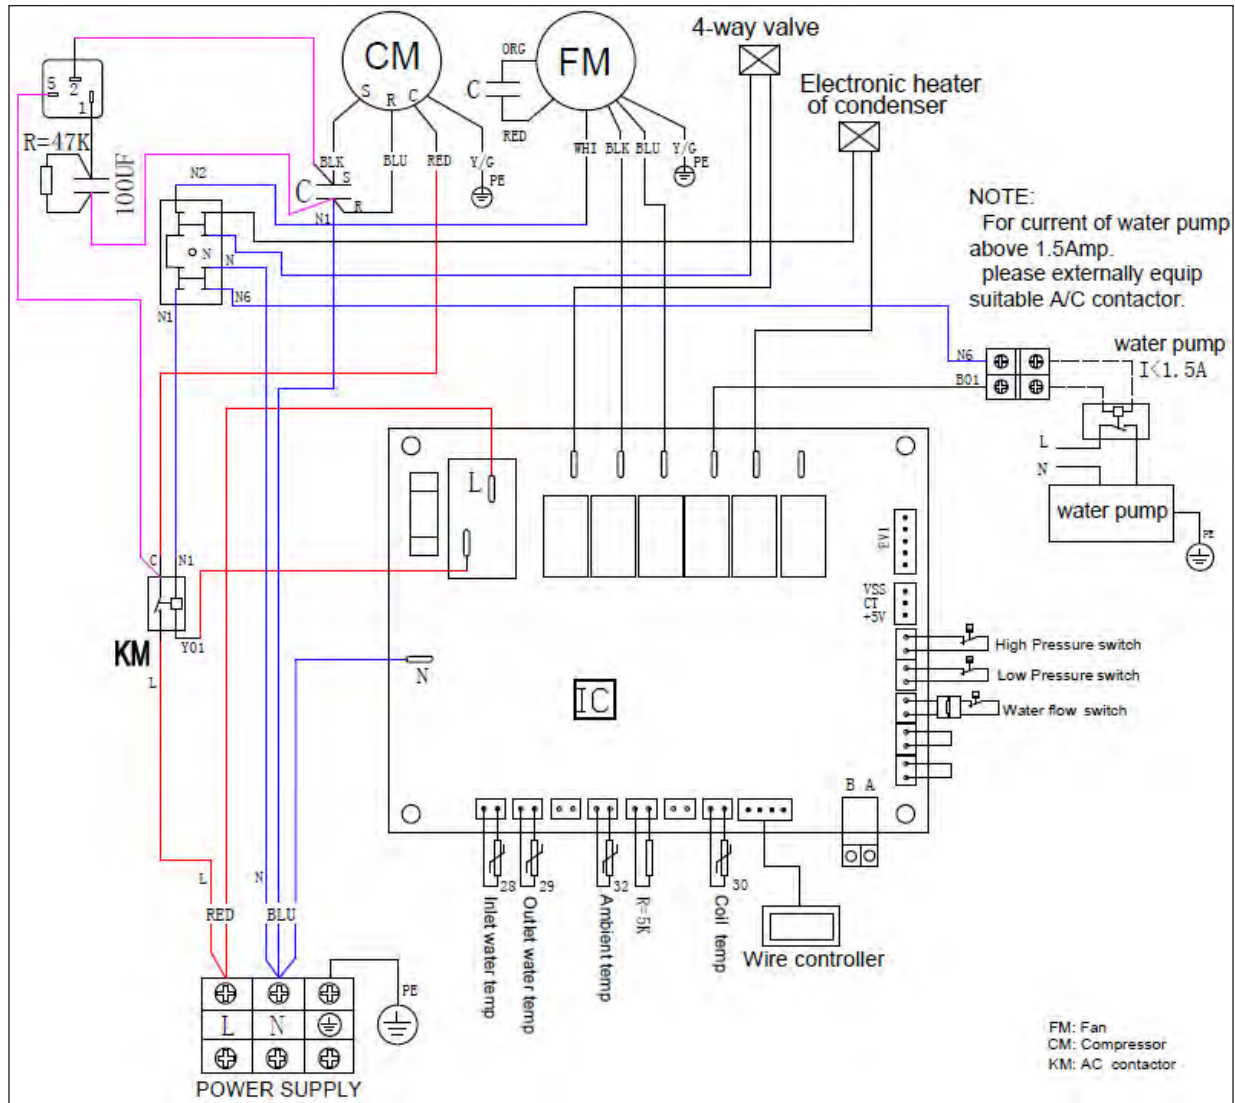 4-way valve
ORG
CM
FM
C
Electronic heater
of condenser
5
2
1
S
R
C
RED
R=47K
BLK
BLU
RED
Y/G
PE
WHI
BLK
BLU
Y/G
PE
100UF
N2
C
S
R
N1
NOTE:
For current of water pump
above 1.5Amp.
please externally equip
suitable A/C contactor.
N
N
N6
N1
water pump
I<1.5A
N6
B01
L
N
water pump
PE
L
C
N1
KM
Y01
L
N
IC
VSS
CT
+5V
High Pressure switch
Low Pressure switch
Water flow switch
B A
28
29
32
30
Inlet water temp
Outlet water temp
Ambient temp
R=5K
Coil temp
Wire controller
L
N
RED
BLU
PE
L
N
POWER SUPPLY
FM: Fan
CM: Compressor
KM: AC contactor